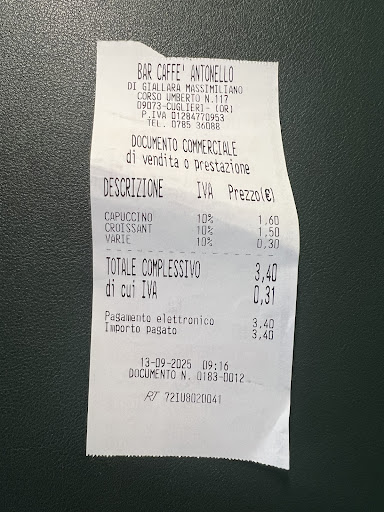 BAR CAFFE' ANTONELLO
DI GIALLARA MASSIMILIANO
CORSO UMBERTO N.117
09073-CUGLIERI- (OR)
P.IVA 01284770953
TEL. 0785 36088
DOCUMENTO COMMERCIALE
di vendita o prestazione
DESCRIZIONE IVA Prezzo(€)
CAPUCCINO 10% 1,60
CROISSANT 10% 1,50
VARIE 10% 0,30
TOTALE COMPLESSIVO 3,40
di cui IVA 0,31
Pagamento elettronico 3,40
Importo pagato 3,40
13-09-2025 09:16
DOCUMENTO N. 0183-0012
RT 72IU8020041